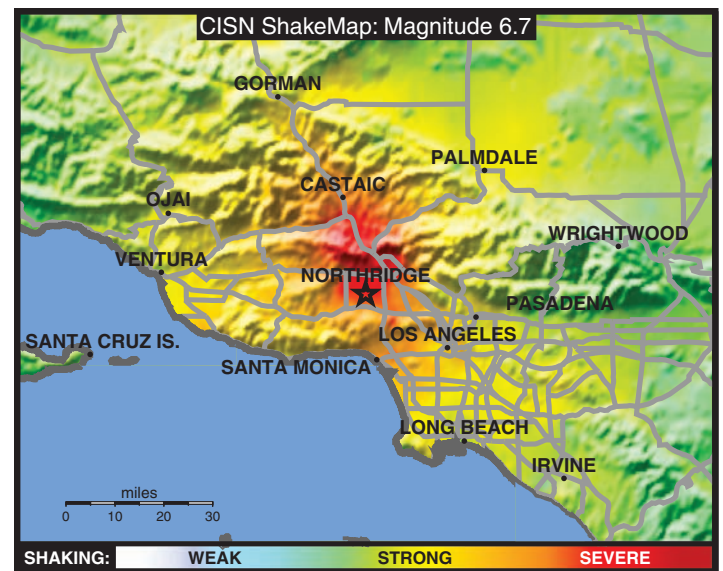 CISN ShakeMap: Magnitude 6.7
GORMAN
PALMDALE
CASTAIC
OJAI
WRIGHTWOOD
VENTURA
NORTHRIDGE
PASADENA
LOS ANGELES
SANTA CRUZ IS.
SANTA MONICA
LONG BEACH
IRVINE
miles
0 10 20 30
SHAKING: WEAK STRONG SEVERE